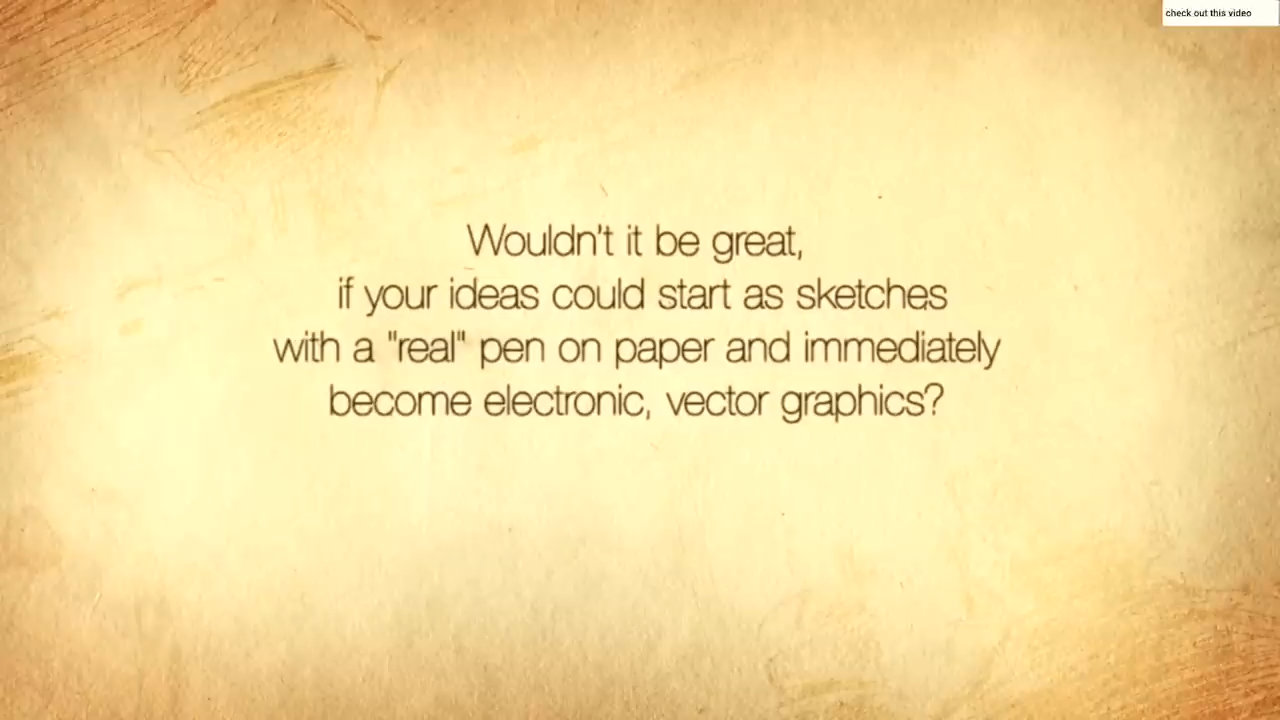 check out this video
Wouldn't it be great,
if your ideas could start as sketches
with a "real" pen on paper and immediately
become electronic, vector graphics?